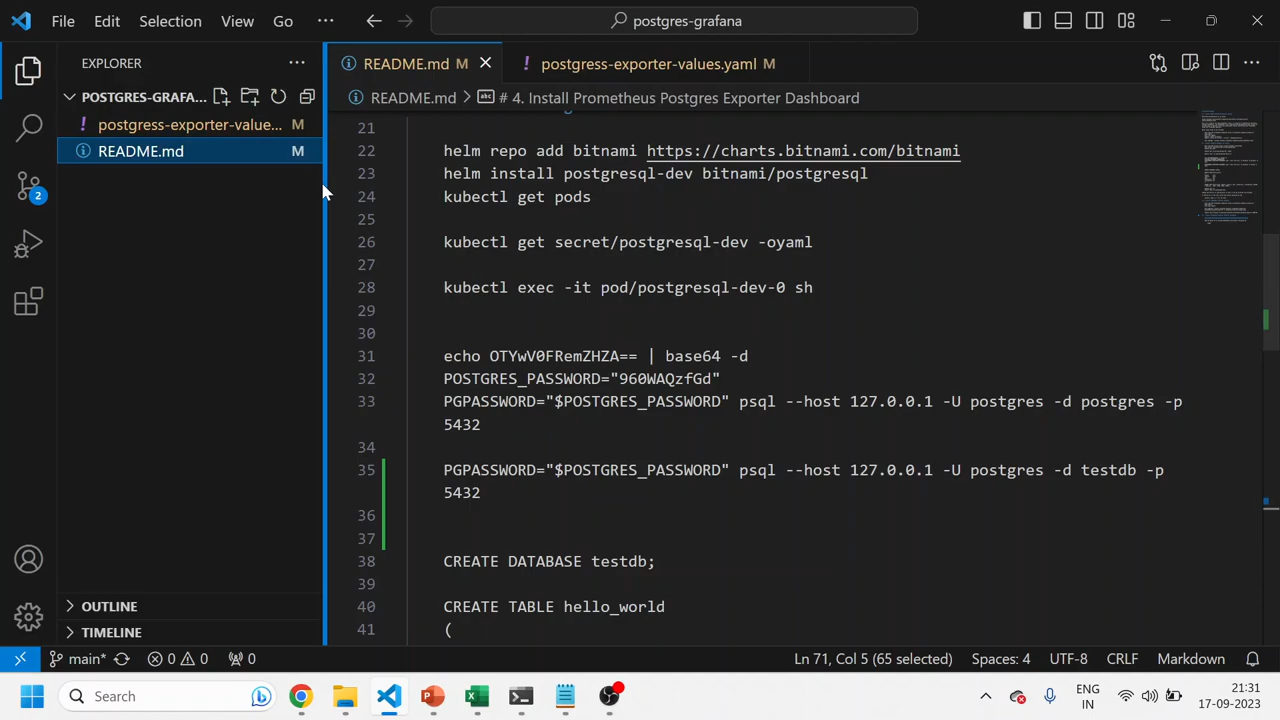 File Edit Selection View Go ··· postgres-grafana
EXPLORER ···
POSTGRES-GRAFA...
postgress-exporter-value... M
README.md M
OUTLINE
TIMELINE
2
README.md M
! postgress-exporter-values.yaml M
README.md > # 4. Install Prometheus Postgres Exporter Dashboard
21
22 helm repo add bitnami https://charts.bitnami.com/bitnami
helm install postgresql-dev bitnami/postgresql
24 kubectl get pods
25
26 kubectl get secret/postgresql-dev -oyaml
27
28 kubectl exec -it pod/postgresql-dev-0 sh
29
30
31 echo OTYwV0FRemZHZA== | base64 -d
32 POSTGRES_PASSWORD="960WAQzfGd"
33 PGPASSWORD="$POSTGRES_PASSWORD" psql --host 127.0.0.1 -U postgres -d postgres -p
5432
34
35 PGPASSWORD="$POSTGRES_PASSWORD" psql --host 127.0.0.1 -U postgres -d testdb -p
5432
36
37
38 CREATE DATABASE testdb;
39
40 CREATE TABLE hello_world
41 (
main* 0 0 0 Ln 71, Col 5 (65 selected) Spaces: 4 UTF-8 CRLF Markdown
Search
ENG
IN
21:31
17-09-2023